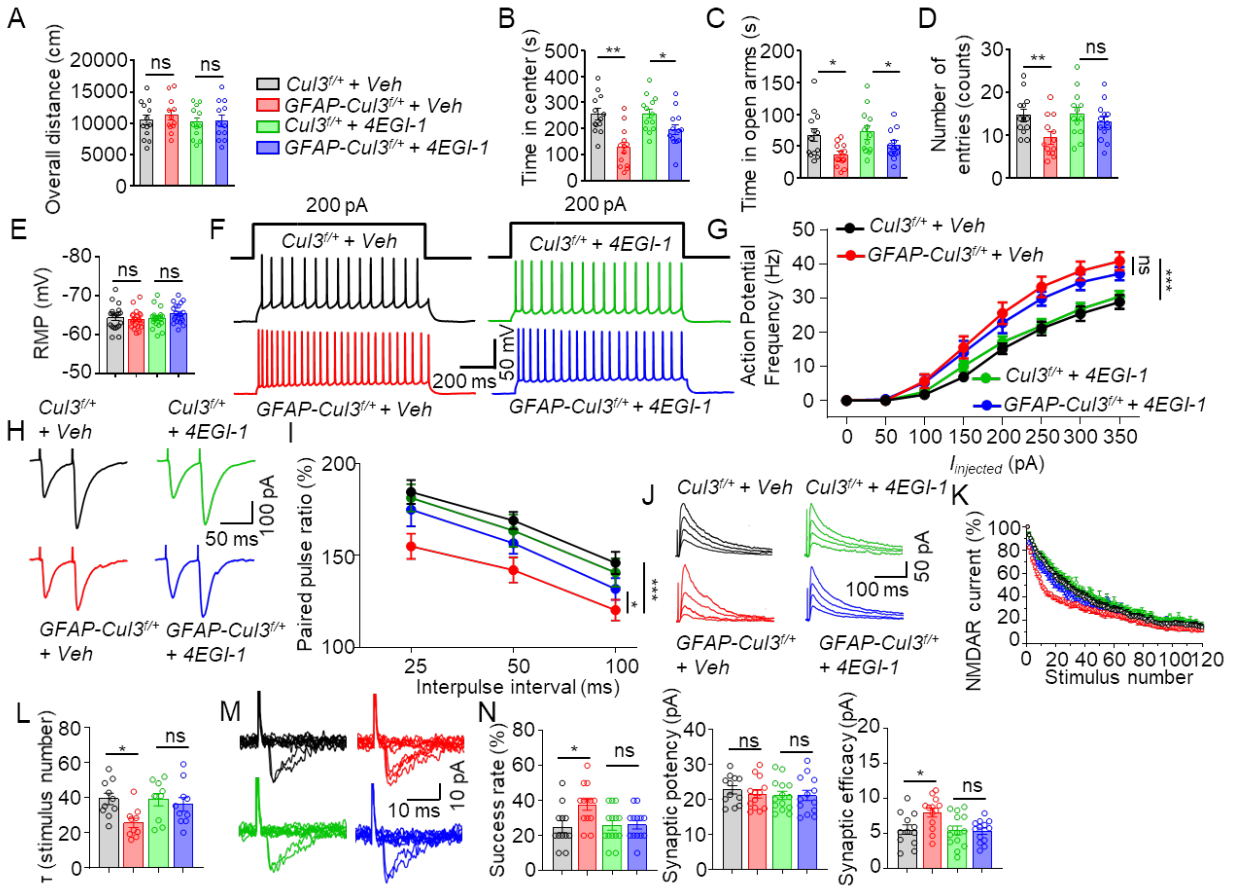 A
Overall distance (cm)
20000
15000
10000
5000
0
ns
ns
Cul3f/+ + Veh
GFAP-Cul3f/+ + Veh
Cul3f/+ + 4EGI-1
GFAP-Cul3f/+ + 4EGI-1
B
Time in center (s)
500
400
300
200
100
0
**
*
C
Time in open arms (s)
200
150
100
50
0
*
*
D
Number of
entries (counts)
30
20
10
0
**
ns
E
RMP (mV)
-80
-70
-60
-50
ns
ns
F
200 pA
Cul3f/+ + Veh
200 pA
Cul3f/+ + 4EGI-1
50 mV
200 ms
GFAP-Cul3f/+ + Veh
GFAP-Cul3f/+ + 4EGI-1
G
Action Potential
Frequency (Hz)
50
40
30
20
10
0
Cul3f/+ + Veh
GFAP-Cul3f/+ + Veh
ns
***
Cul3f/+ + 4EGI-1
GFAP-Cul3f/+ + 4EGI-1
0 50 100 150 200 250 300 350
Iinjected (pA)
H
Cul3f/+
+ Veh
Cul3f/+
+ 4EGI-1
100 pA
50 ms
GFAP-Cul3f/+
+ Veh
GFAP-Cul3f/+
+ 4EGI-1
I
Paired pulse ratio (%)
200
150
100
*
***
25 50 100
Interpulse interval (ms)
J
Cul3f/+ + Veh
Cul3f/+ + 4EGI-1
50 pA
100 ms
GFAP-Cul3f/+
+ Veh
GFAP-Cul3f/+
+ 4EGI-1
K
NMDAR current (%)
100
80
60
40
20
0
0 20 40 60 80 100 120
Stimulus number
L
τ (stimulus number)
80
60
40
20
0
*
ns
M
10 pA
10 ms
N
Success rate (%)
80
60
40
20
0
*
ns
Synaptic potency (pA)
50
40
30
20
10
0
ns
ns
Synaptic efficacy (pA)
20
15
10
5
0
*
ns